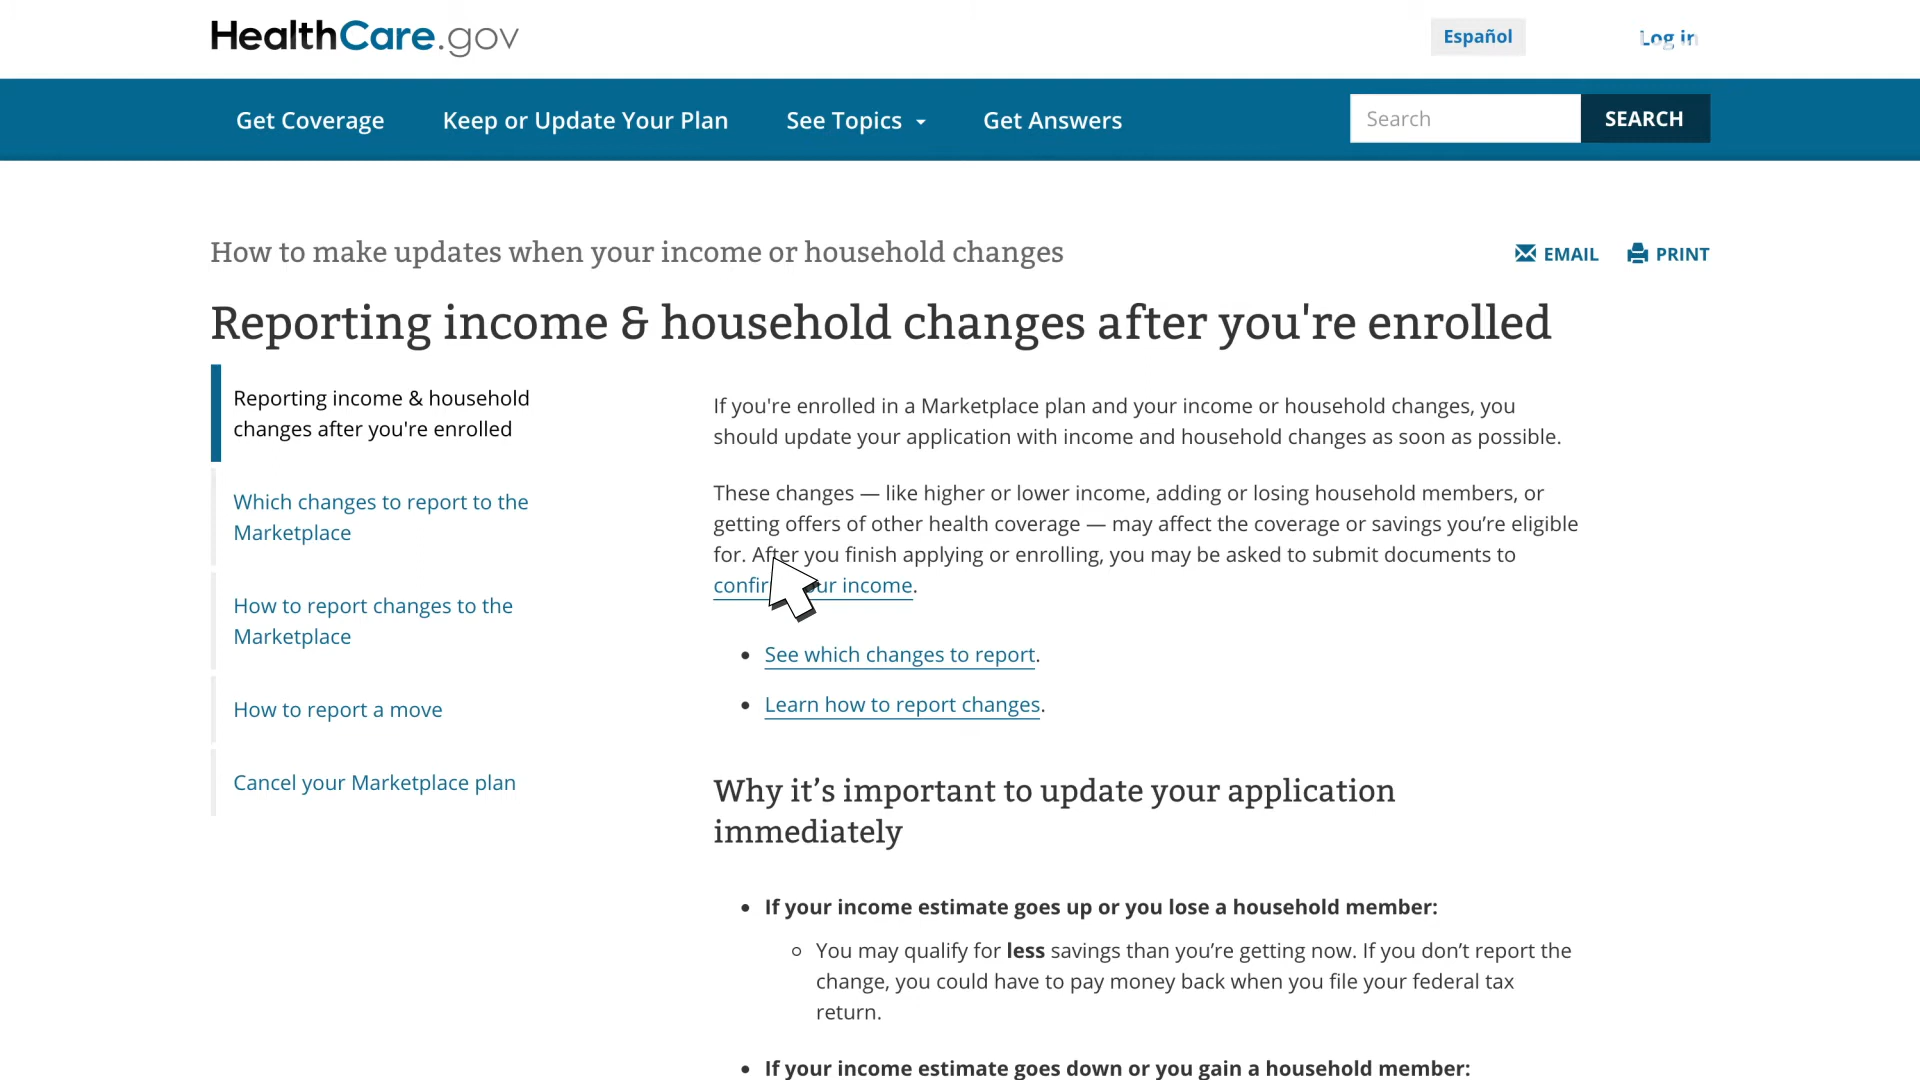 HealthCare.gov
Español
Log in
Get Coverage
Keep or Update Your Plan
See Topics
Get Answers
Search
SEARCH
How to make updates when your income or household changes
EMAIL
PRINT
Reporting income & household changes after you're enrolled
Reporting income & household
changes after you're enrolled
Which changes to report to the
Marketplace
How to report changes to the
Marketplace
How to report a move
Cancel your Marketplace plan
If you're enrolled in a Marketplace plan and your income or household changes, you
should update your application with income and household changes as soon as possible.
These changes — like higher or lower income, adding or losing household members, or
getting offers of other health coverage — may affect the coverage or savings you’re eligible
for. After you finish applying or enrolling, you may be asked to submit documents to
confirm your income.
• See which changes to report.
• Learn how to report changes.
Why it’s important to update your application
immediately
• If your income estimate goes up or you lose a household member:
○ You may qualify for less savings than you’re getting now. If you don’t report the
change, you could have to pay money back when you file your federal tax
return.
• If your income estimate goes down or you gain a household member: